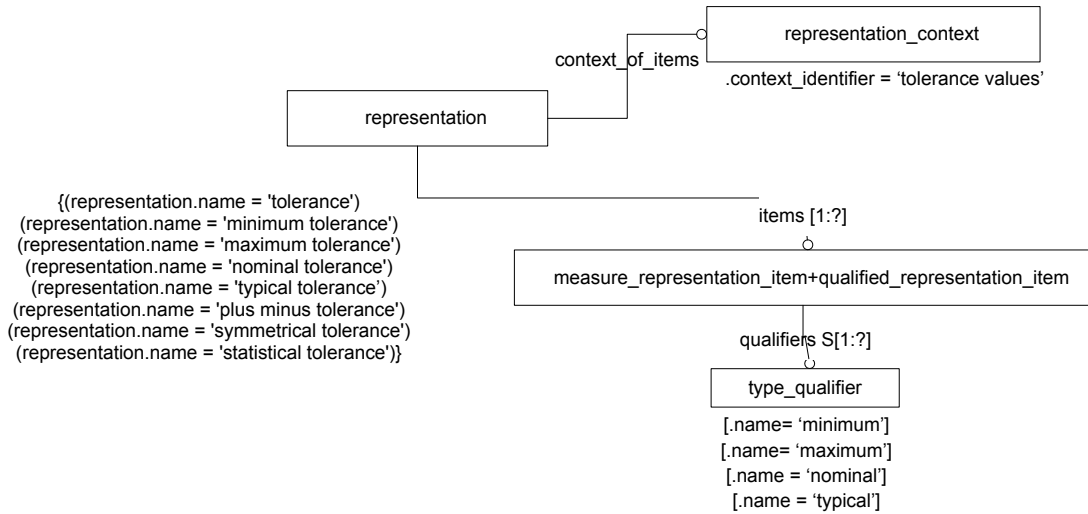 representation_context
context_of_items
.context_identifier = ‘tolerance values’
representation
{(representation.name = 'tolerance')
(representation.name = 'minimum tolerance')
(representation.name = 'maximum tolerance')
(representation.name = 'nominal tolerance')
(representation.name = 'typical tolerance’)
(representation.name = 'plus minus tolerance')
(representation.name = 'symmetrical tolerance')
(representation.name = 'statistical tolerance')}
items [1:?]
measure_representation_item+qualified_representation_item
qualifiers S[1:?]
type_qualifier
[.name= ‘minimum’]
[.name= ‘maximum’]
[.name = ‘nominal’]
[.name = ‘typical’]